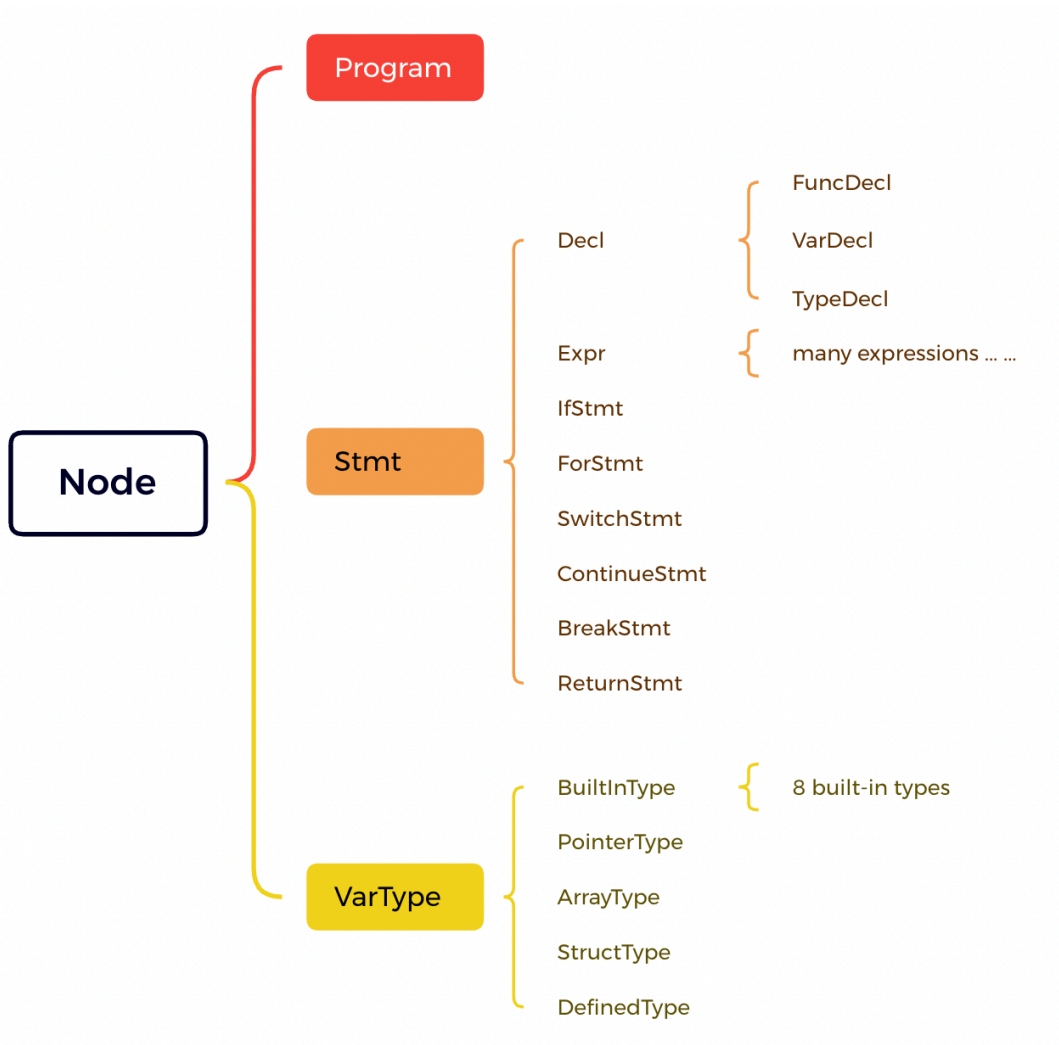 Program
FuncDecl
Decl
VarDecl
TypeDecl
Expr
many expressions ... ...
IfStmt
Stmt
ForStmt
Node
SwitchStmt
ContinueStmt
BreakStmt
ReturnStmt
BuiltInType
8 built-in types
PointerType
VarType
ArrayType
StructType
DefinedType